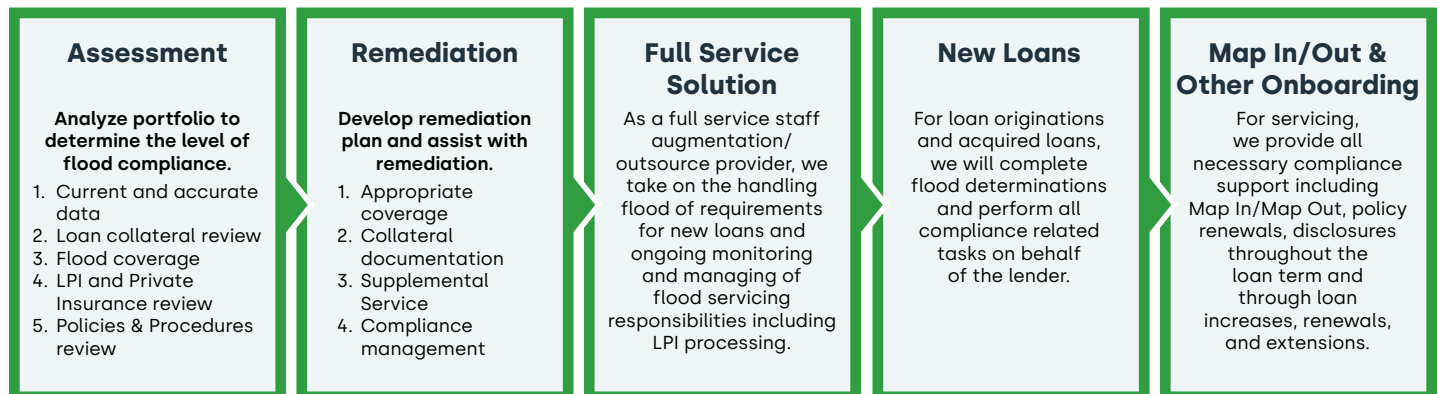 Assessment
Analyze portfolio to
determine the level of
flood compliance.
1. Current and accurate
data
2. Loan collateral review
3. Flood coverage
4. LPI and Private
Insurance review
5. Policies & Procedures
review
Remediation
Develop remediation
plan and assist with
remediation.
1. Appropriate
coverage
2. Collateral
documentation
3. Supplemental
Service
4. Compliance
management
Full Service
Solution
As a full service staff
augmentation/
outsource provider, we
take on the handling
flood of requirements
for new loans and
ongoing monitoring
and managing of
flood servicing
responsibilities including
LPI processing.
New Loans
For loan originations
and acquired loans,
we will complete
flood determinations
and perform all
compliance related
tasks on behalf
of the lender.
Map In/Out &
Other Onboarding
For servicing,
we provide all
necessary compliance
support including
Map In/Map Out, policy
renewals, disclosures
throughout the
loan term and
through loan
increases, renewals,
and extensions.